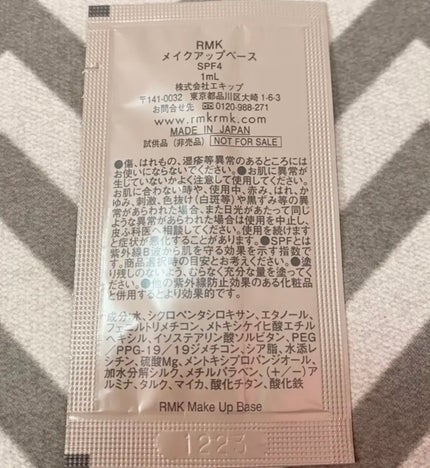 RMK
メイクアップベース
SPF4
1mL
株式会社エキップ
〒141-0032 東京都品川区大崎1-6-3
お問合せ先 0120-988-271
www.rmkrmk.com
MADE IN JAPAN
試供品(非売品) NOT FOR SALE
●傷、はれもの、湿疹等異常のあるところには
お使いにならないでください。●お肌に異常が
生じていないかよく注意して使用してください。
お肌に合わない時や、使用中、赤み、はれ、か
ゆみ、刺激、色抜け(白斑等)や黒ずみ等の異
常があらわれた場合、また日光があたって同じ
ような異常があらわれた場合は使用を中止し、
皮ふ科医へ相談してください。使用を続けます
と症状が悪化することがあります。●SPFとは
紫外線B波から肌を守る効果を示す指数で
す。商品選択時の目安とお考えください。●塗
り残しのないよう、むらなく充分な量を塗ってく
ださい。●他の紫外線防止効果のある化粧品
と併用するとより効果的です。
成分:水、シクロペンタシロキサン、エタノール、
フェニルトリメチコン、メトキシケイヒ酸エチル
ヘキシル、イソステアリン酸ソルビタン、PEG
/PPG-19/19ジメチコン、シア脂、水添レ
シチン、硫酸Mg、メントキシプロパンジオール、
加水分解シルク、メチルパラベン、(+/-)ア
ルミナ、タルク、マイカ、酸化チタン、酸化鉄
RMK Make Up Base
1223